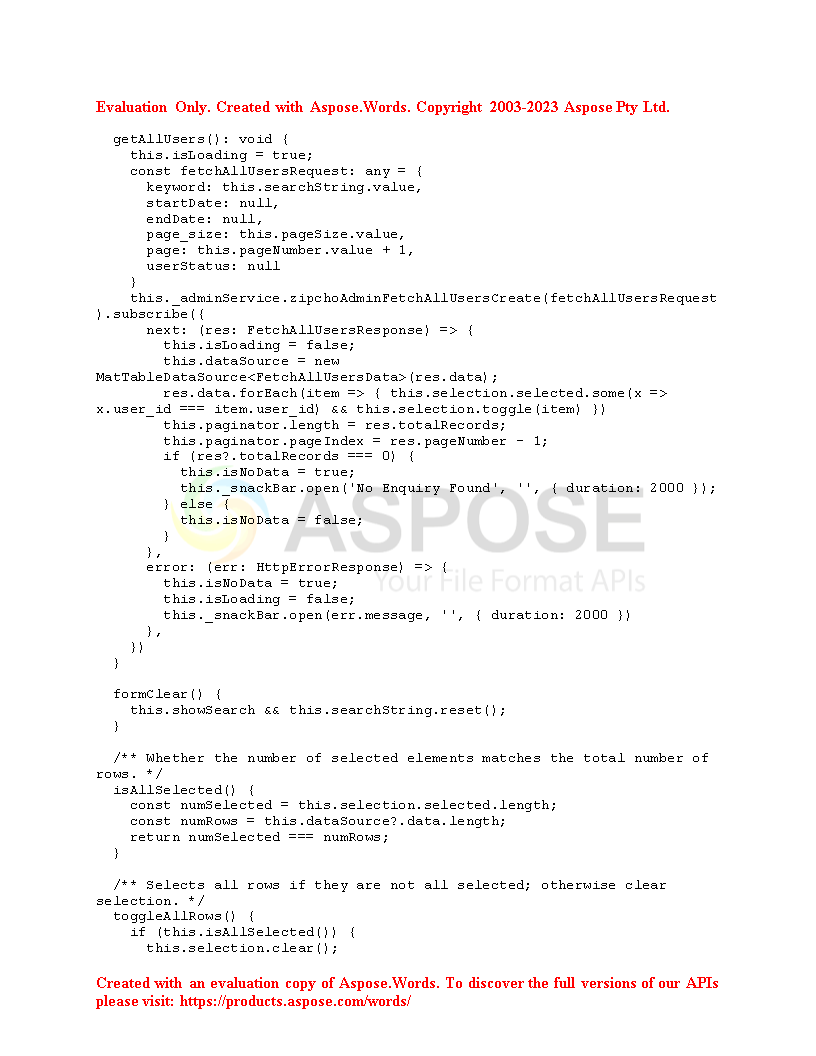 Evaluation Only. Created with Aspose.Words. Copyright 2003-2023 Aspose Pty Ltd.
  getAllUsers(): void {
    this.isLoading = true;
    const fetchAllUsersRequest: any = {
      keyword: this.searchString.value,
      startDate: null,
      endDate: null,
      page_size: this.pageSize.value,
      page: this.pageNumber.value + 1,
      userStatus: null
    }
    this._adminService.zipchoAdminFetchAllUsersCreate(fetchAllUsersRequest
).subscribe({
      next: (res: FetchAllUsersResponse) => {
        this.isLoading = false;
        this.dataSource = new
MatTableDataSource<FetchAllUsersData>(res.data);
        res.data.forEach(item => { this.selection.selected.some(x =>
x.user_id === item.user_id) && this.selection.toggle(item) })
        this.paginator.length = res.totalRecords;
        this.paginator.pageIndex = res.pageNumber - 1;
        if (res?.totalRecords === 0) {
          this.isNoData = true;
          this._snackBar.open('No Enquiry Found', '', { duration: 2000 });
        } else {
          this.isNoData = false;
        }
      },
      error: (err: HttpErrorResponse) => {
        this.isNoData = true;
        this.isLoading = false;
        this._snackBar.open(err.message, '', { duration: 2000 })
      },
    })
  }

  formClear() {
    this.showSearch && this.searchString.reset();
  }

  /** Whether the number of selected elements matches the total number of
rows. */
  isAllSelected() {
    const numSelected = this.selection.selected.length;
    const numRows = this.dataSource?.data.length;
    return numSelected === numRows;
  }

  /** Selects all rows if they are not all selected; otherwise clear
selection. */
  toggleAllRows() {
    if (this.isAllSelected()) {
      this.selection.clear();
ASPOSE
Your File Format APIs
Created with an evaluation copy of Aspose.Words. To discover the full versions of our APIs
please visit: https://products.aspose.com/words/